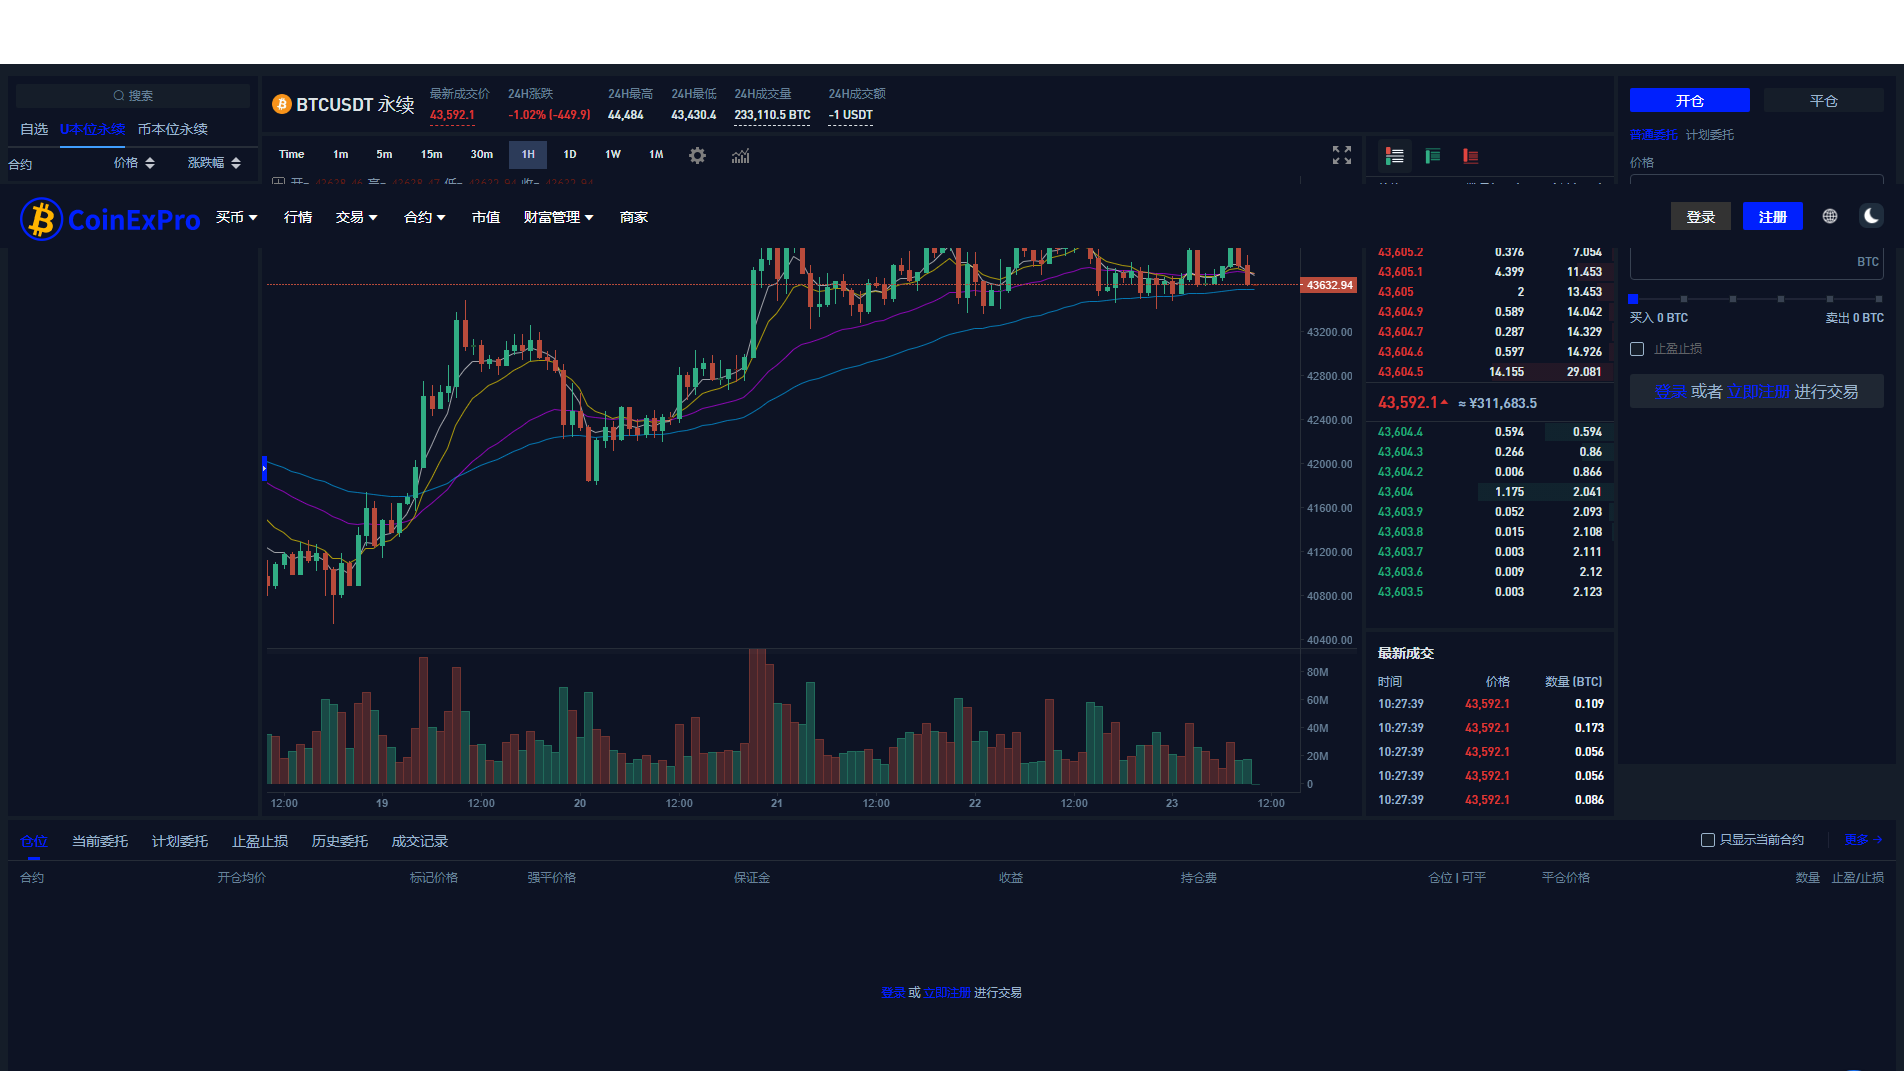 搜索
自选 U本位永续 币本位永续
合约 价格 涨跌幅
BTCUSDT 永续
最新成交价 24H涨跌 24H最高 24H最低 24H成交量 24H成交额
43,592.1 -1.02% (-449.9) 44,484 43,430.4 233,110.5 BTC -1 USDT
Time 1m 5m 15m 30m 1H 1D 1W 1M
开仓 平仓
普通委托 计划委托
价格
CoinExPro 买币 行情 交易 合约 市值 财富管理 商家
登录 注册
43632.94
43200.00
42800.00
42400.00
42000.00
41600.00
41200.00
40800.00
40400.00
80M
60M
40M
20M
0
12:00 19 12:00 20 12:00 21 12:00 22 12:00 23 12:00
43,605.2 0.376 7.054
43,605.1 4.399 11.453
43,605 2 13.453
43,604.9 0.589 14.042
43,604.7 0.287 14.329
43,604.6 0.597 14.926
43,604.5 14.155 29.081
43,592.1 ≈ ¥311,683.5
43,604.4 0.594 0.594
43,604.3 0.266 0.86
43,604.2 0.006 0.866
43,604 1.175 2.041
43,603.9 0.052 2.093
43,603.8 0.015 2.108
43,603.7 0.003 2.111
43,603.6 0.009 2.12
43,603.5 0.003 2.123
最新成交
时间 价格 数量 (BTC)
10:27:39 43,592.1 0.109
10:27:39 43,592.1 0.173
10:27:39 43,592.1 0.056
10:27:39 43,592.1 0.056
10:27:39 43,592.1 0.086
BTC
买入 0 BTC 卖出 0 BTC
止盈止损
登录 或者 立即注册 进行交易
仓位 当前委托 计划委托 止盈止损 历史委托 成交记录
只显示当前合约 更多
合约 开仓均价 标记价格 强平价格 保证金 收益 持仓费 仓位 | 可平 平仓价格 数量 止盈/止损
登录 或 立即注册 进行交易